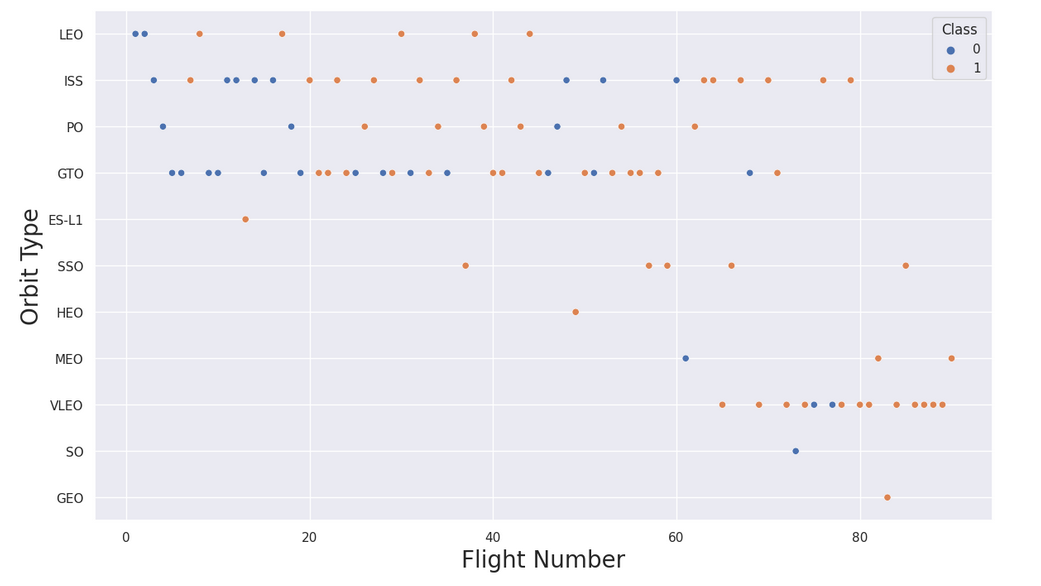 LEO
ISS
PO
GTO
ES-L1
SSO
HEO
MEO
VLEO
SO
GEO
Orbit Type
0
20
40
60
80
Flight Number
Class
0
1